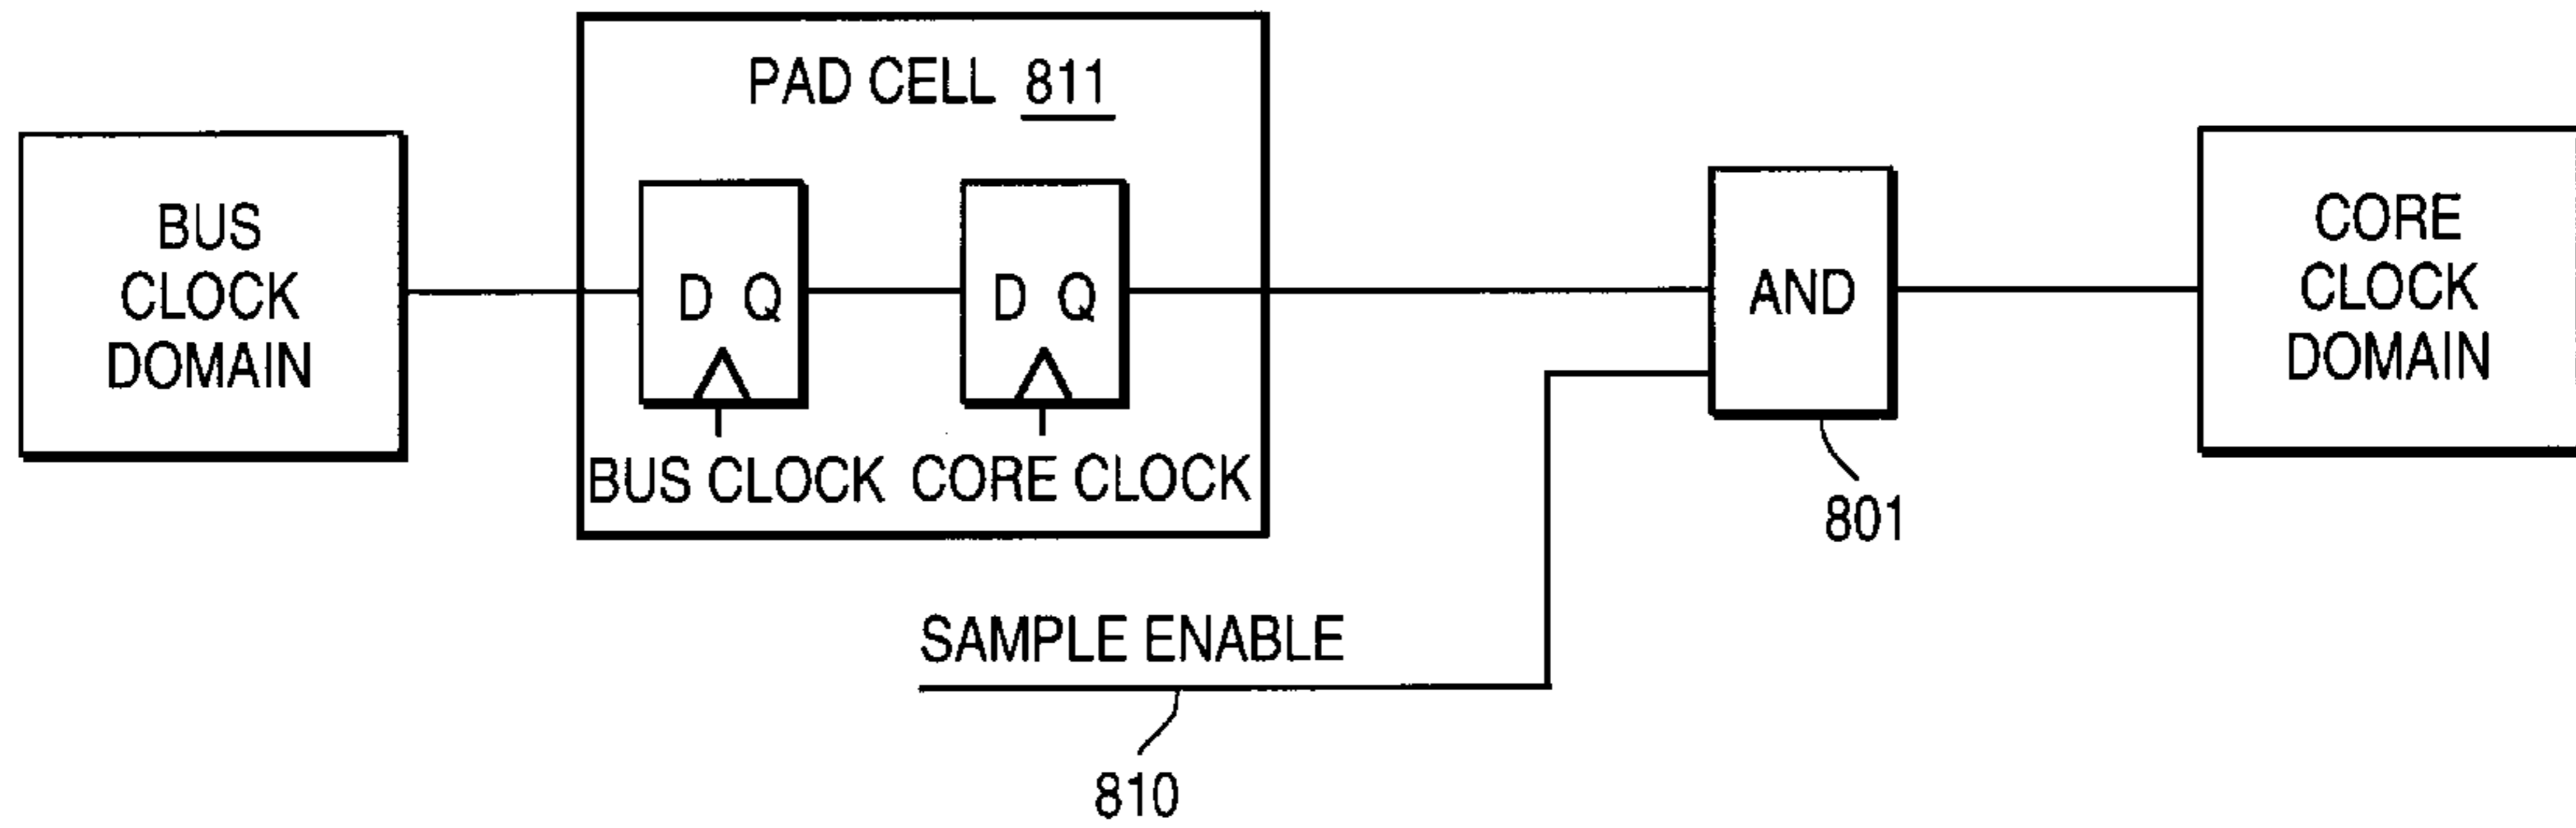 PAD CELL 811
BUS
CLOCK
DOMAIN
D Q
D Q
BUS CLOCK
CORE CLOCK
AND
801
CORE
CLOCK
DOMAIN
SAMPLE ENABLE
810